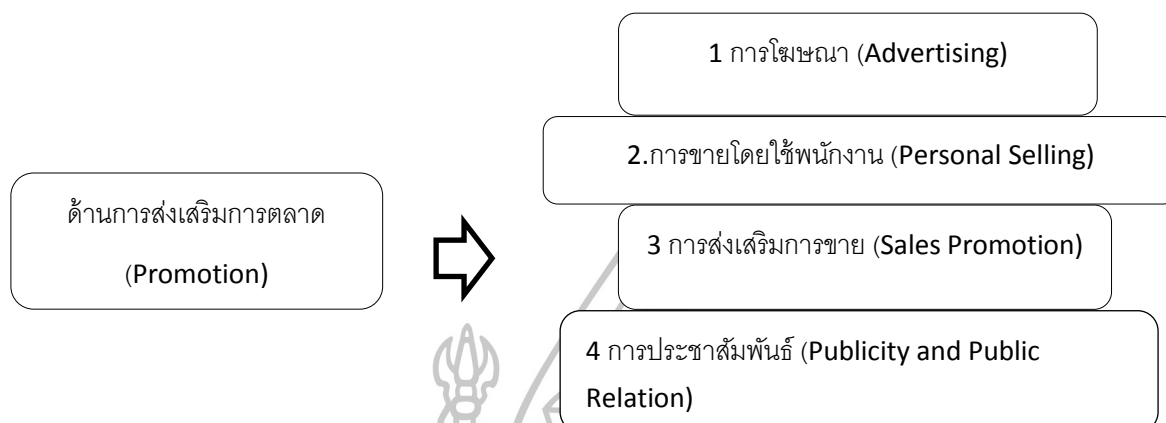 1 การโฆษณา (Advertising)
2.การขายโดยใช้พนักงาน (Personal Selling)
ด้านการส่งเสริมการตลาด
(Promotion)
3 การส่งเสริมการขาย (Sales Promotion)
4 การประชาสัมพันธ์ (Publicity and Public
Relation)